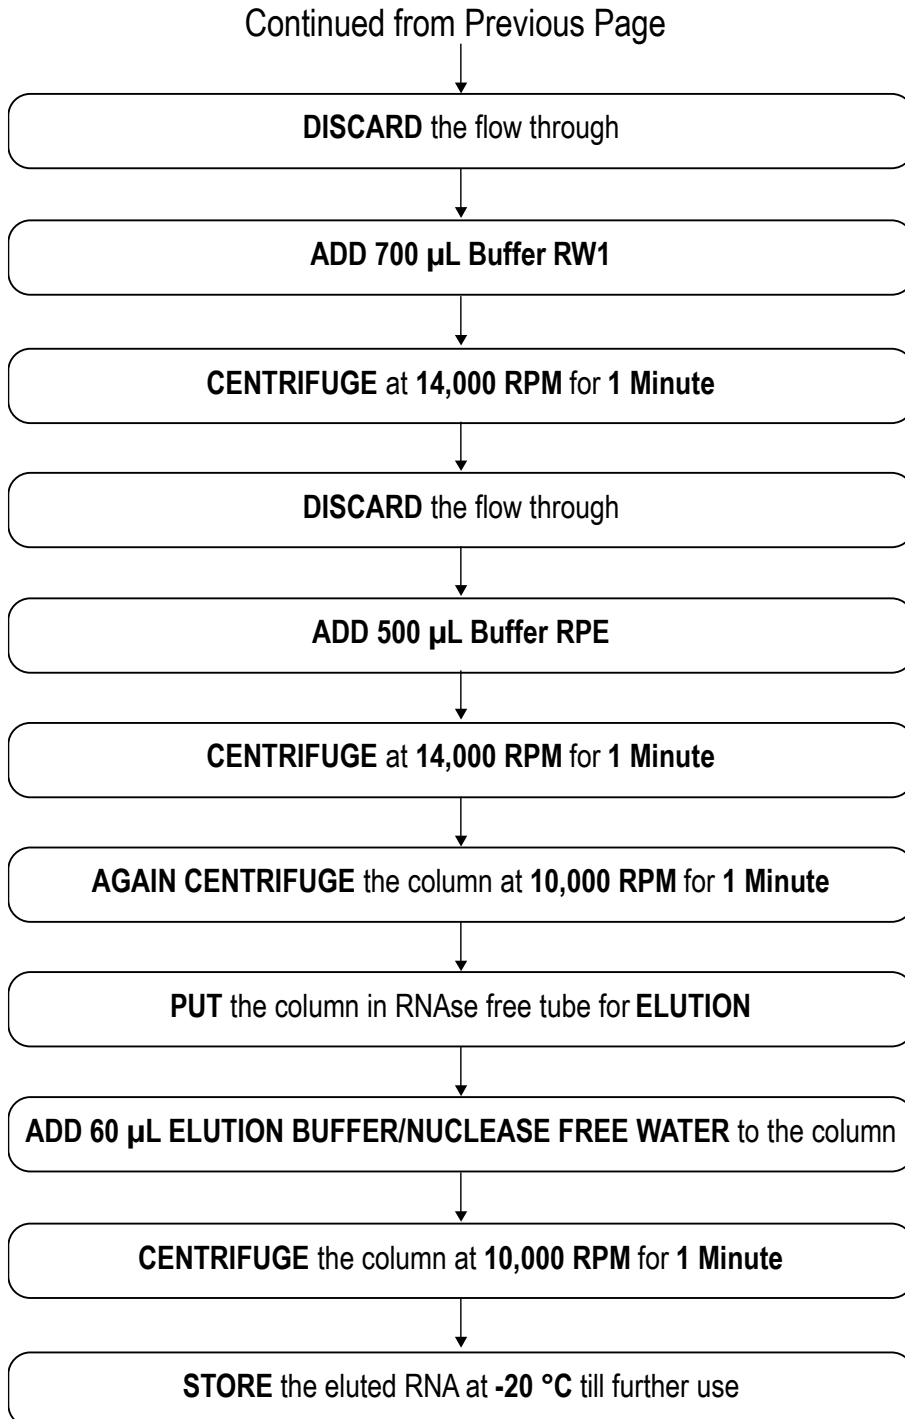 Continued from Previous Page
DISCARD the flow through
ADD 700 µL Buffer RW1
CENTRIFUGE at 14,000 RPM for 1 Minute
DISCARD the flow through
ADD 500 µL Buffer RPE
CENTRIFUGE at 14,000 RPM for 1 Minute
AGAIN CENTRIFUGE the column at 10,000 RPM for 1 Minute
PUT the column in RNAse free tube for ELUTION
ADD 60 µL ELUTION BUFFER/NUCLEASE FREE WATER to the column
CENTRIFUGE the column at 10,000 RPM for 1 Minute
STORE the eluted RNA at -20 °C till further use